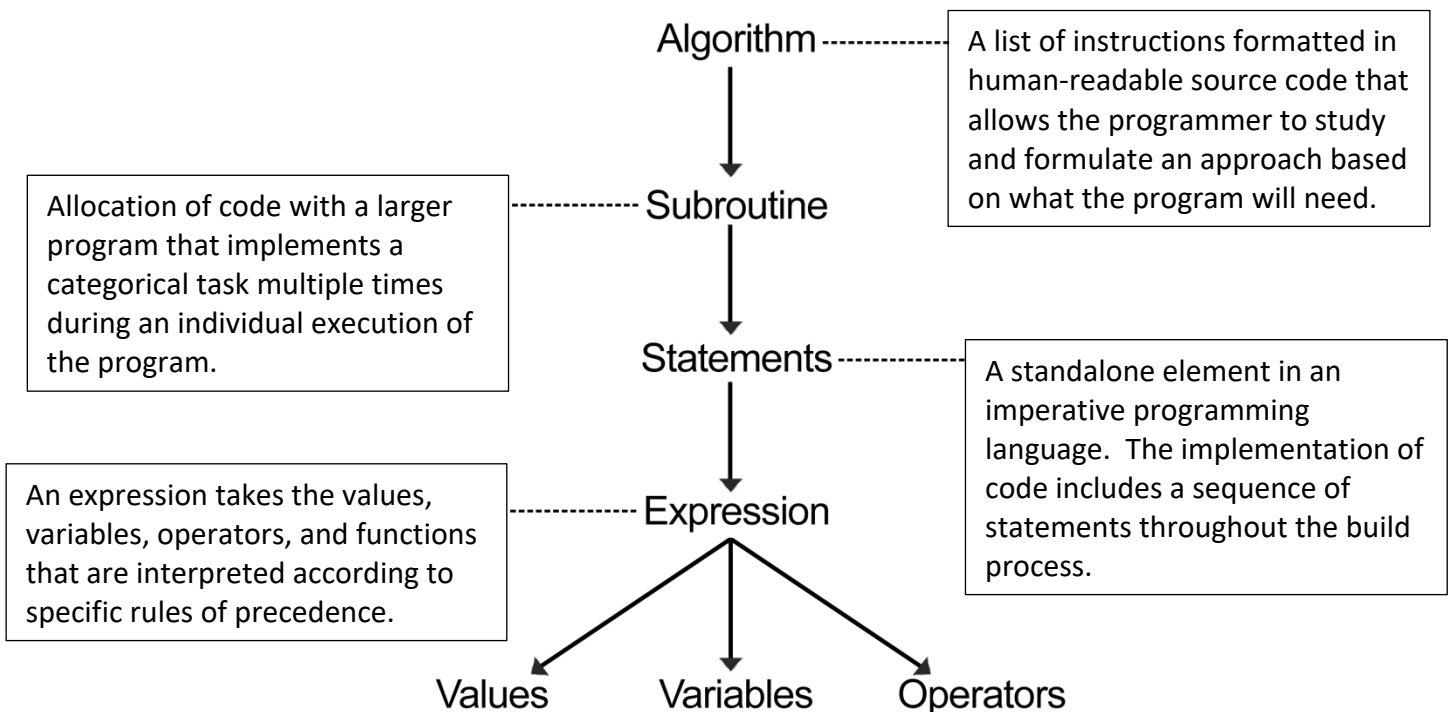 Algorithm
A list of instructions formatted in
human-readable source code that
allows the programmer to study
and formulate an approach based
on what the program will need.
Allocation of code with a larger
program that implements a
categorical task multiple times
during an individual execution of
the program.
Subroutine
Statements
A standalone element in an
imperative programming
language.  The implementation of
code includes a sequence of
statements throughout the build
process.
An expression takes the values,
variables, operators, and functions
that are interpreted according to
specific rules of precedence.
Expression
Values
Variables
Operators